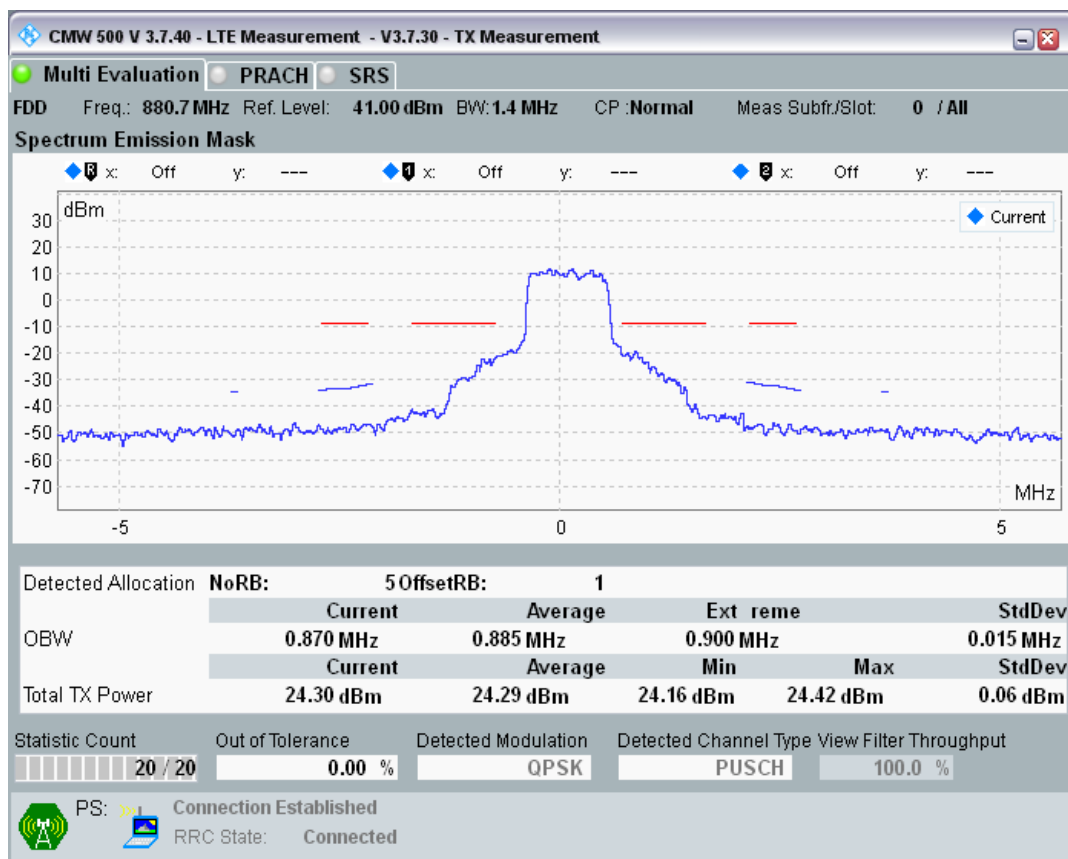 CMW 500 V 3.7.40 - LTE Measurement - V3.7.30 - TX Measurement
Multi Evaluation PRACH SRS
FDD Freq.: 880.7 MHz Ref. Level: 41.00 dBm BW: 1.4 MHz CP :Normal Meas Subfr./Slot: 0 / All
Spectrum Emission Mask
R x: Off y: --- 1 x: Off y: --- 2 x: Off y: ---
dBm
Current
30
20
10
0
-10
-20
-30
-40
-50
-60
-70
MHz
-5 0 5
Detected Allocation NoRB: 5 OffsetRB: 1
Current Average Ext reme StdDev
OBW 0.870 MHz 0.885 MHz 0.900 MHz 0.015 MHz
Current Average Min Max StdDev
Total TX Power 24.30 dBm 24.29 dBm 24.16 dBm 24.42 dBm 0.06 dBm
Statistic Count Out of Tolerance Detected Modulation Detected Channel Type View Filter Throughput
20 / 20 0.00 % QPSK PUSCH 100.0 %
PS: Connection Established
RRC State: Connected